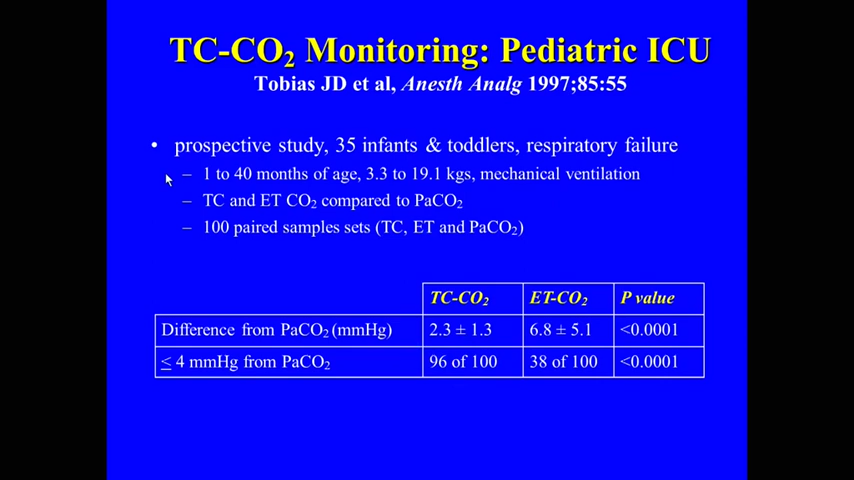 TC-CO₂ Monitoring: Pediatric ICU
Tobias JD et al, Anesth Analg 1997;85:55
• prospective study, 35 infants & toddlers, respiratory failure
– 1 to 40 months of age, 3.3 to 19.1 kgs, mechanical ventilation
– TC and ET CO₂ compared to PaCO₂
– 100 paired samples sets (TC, ET and PaCO₂)
TC-CO₂ ET-CO₂ P value
Difference from PaCO₂ (mmHg) 2.3 ± 1.3 6.8 ± 5.1 <0.0001
≤ 4 mmHg from PaCO₂ 96 of 100 38 of 100 <0.0001